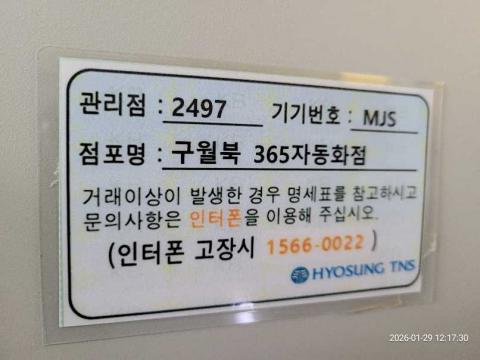 관리점 : 2497 기기번호 : MJS
점포명 : 구월북 365자동화점
거래이상이 발생한 경우 명세표를 참고하시고
문의사항은 인터폰을 이용해 주십시오.
(인터폰 고장시 1566-0022 )
HYOSUNG TNS
2026-01-29 12:17:30